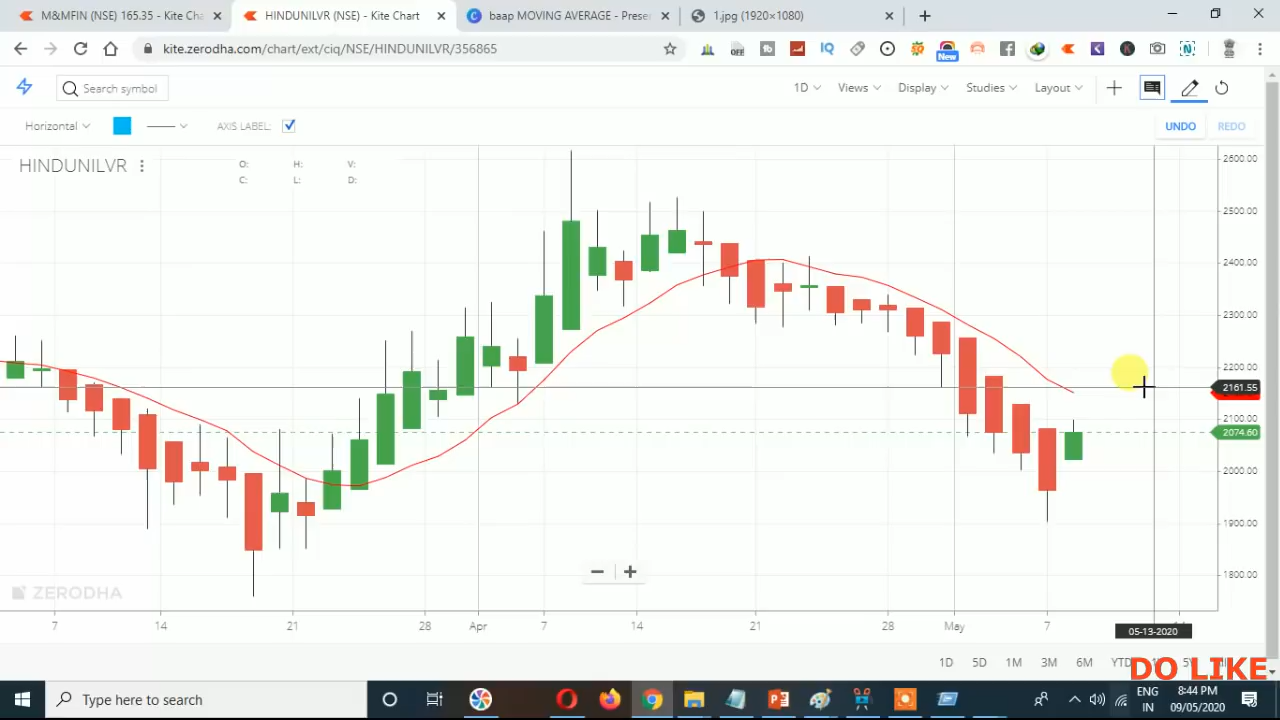 M&MFIN (NSE) 165.35 - Kite Cha
HINDUNILVR (NSE) - Kite Chart
baap MOVING AVERAGE - Prese
1.jpg (1920×1080)
kite.zerodha.com/chart/ext/ciq/NSE/HINDUNILVR/356865
OFF
IQ
New
Search symbol
1D
Views
Display
Studies
Layout
Horizontal
AXIS LABEL:
UNDO
REDO
HINDUNILVR
O: H: V:
C: L: D:
2600.00
2500.00
2400.00
2300.00
2200.00
2161.55
2100.00
2074.60
2000.00
1900.00
1800.00
ZERODHA
7 14 21 28 Apr 7 14 21 28 May 7
05-13-2020
1D 5D 1M 3M 6M YTD
DO LIKE
Type here to search
ENG
IN
8:44 PM
09/05/2020